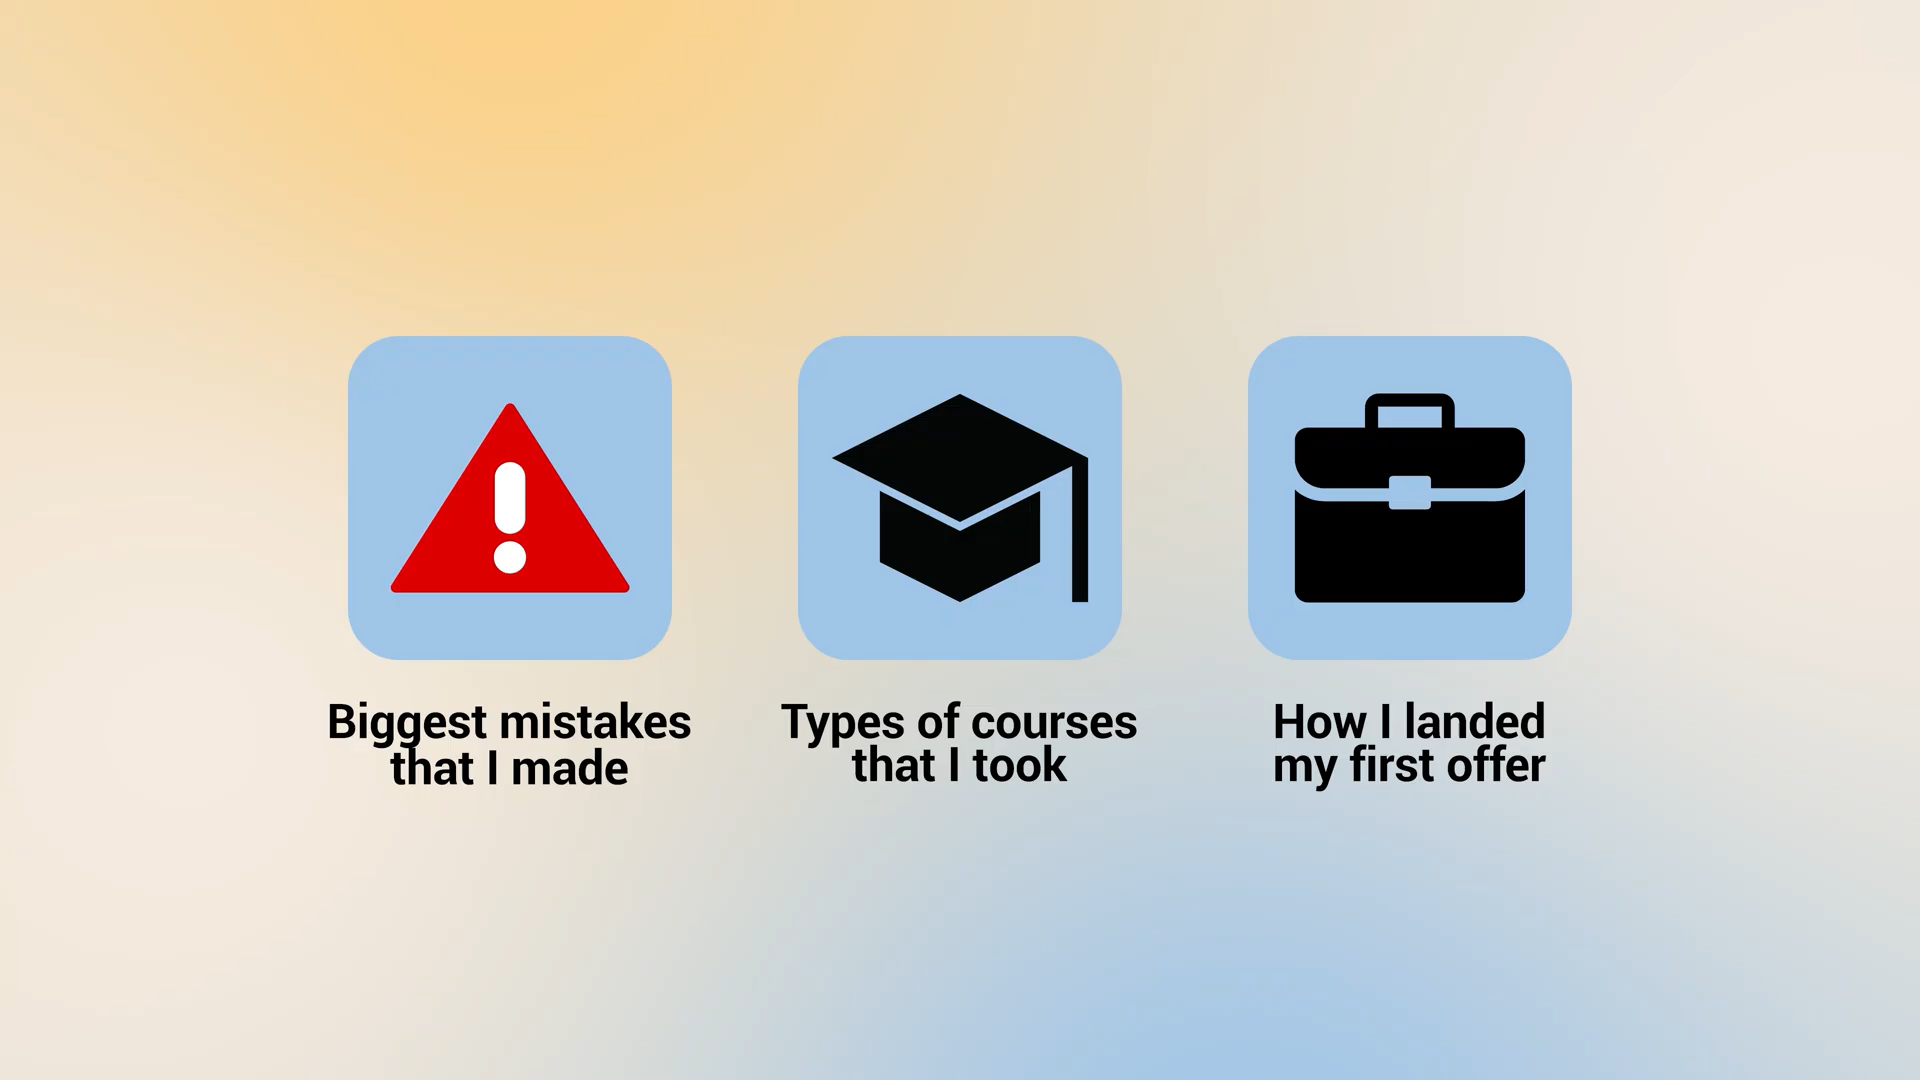 Biggest mistakes
that I made
Types of courses
that I took
How I landed
my first offer